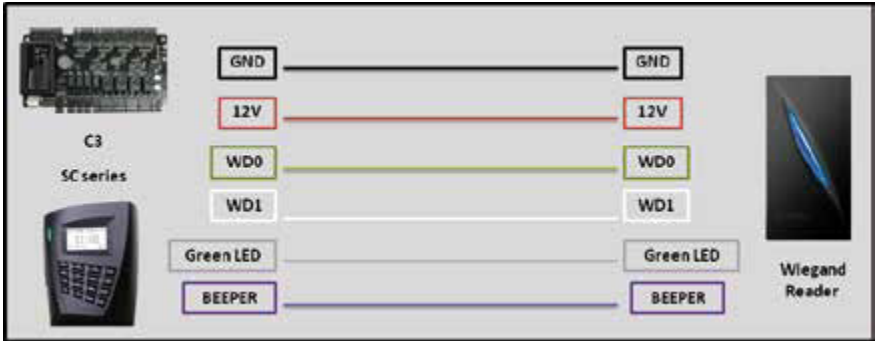 GND GND
12V 12V
C3
SC series
WD0 WD0
WD1 WD1
Green LED Green LED
BEEPER BEEPER
Wiegand
Reader